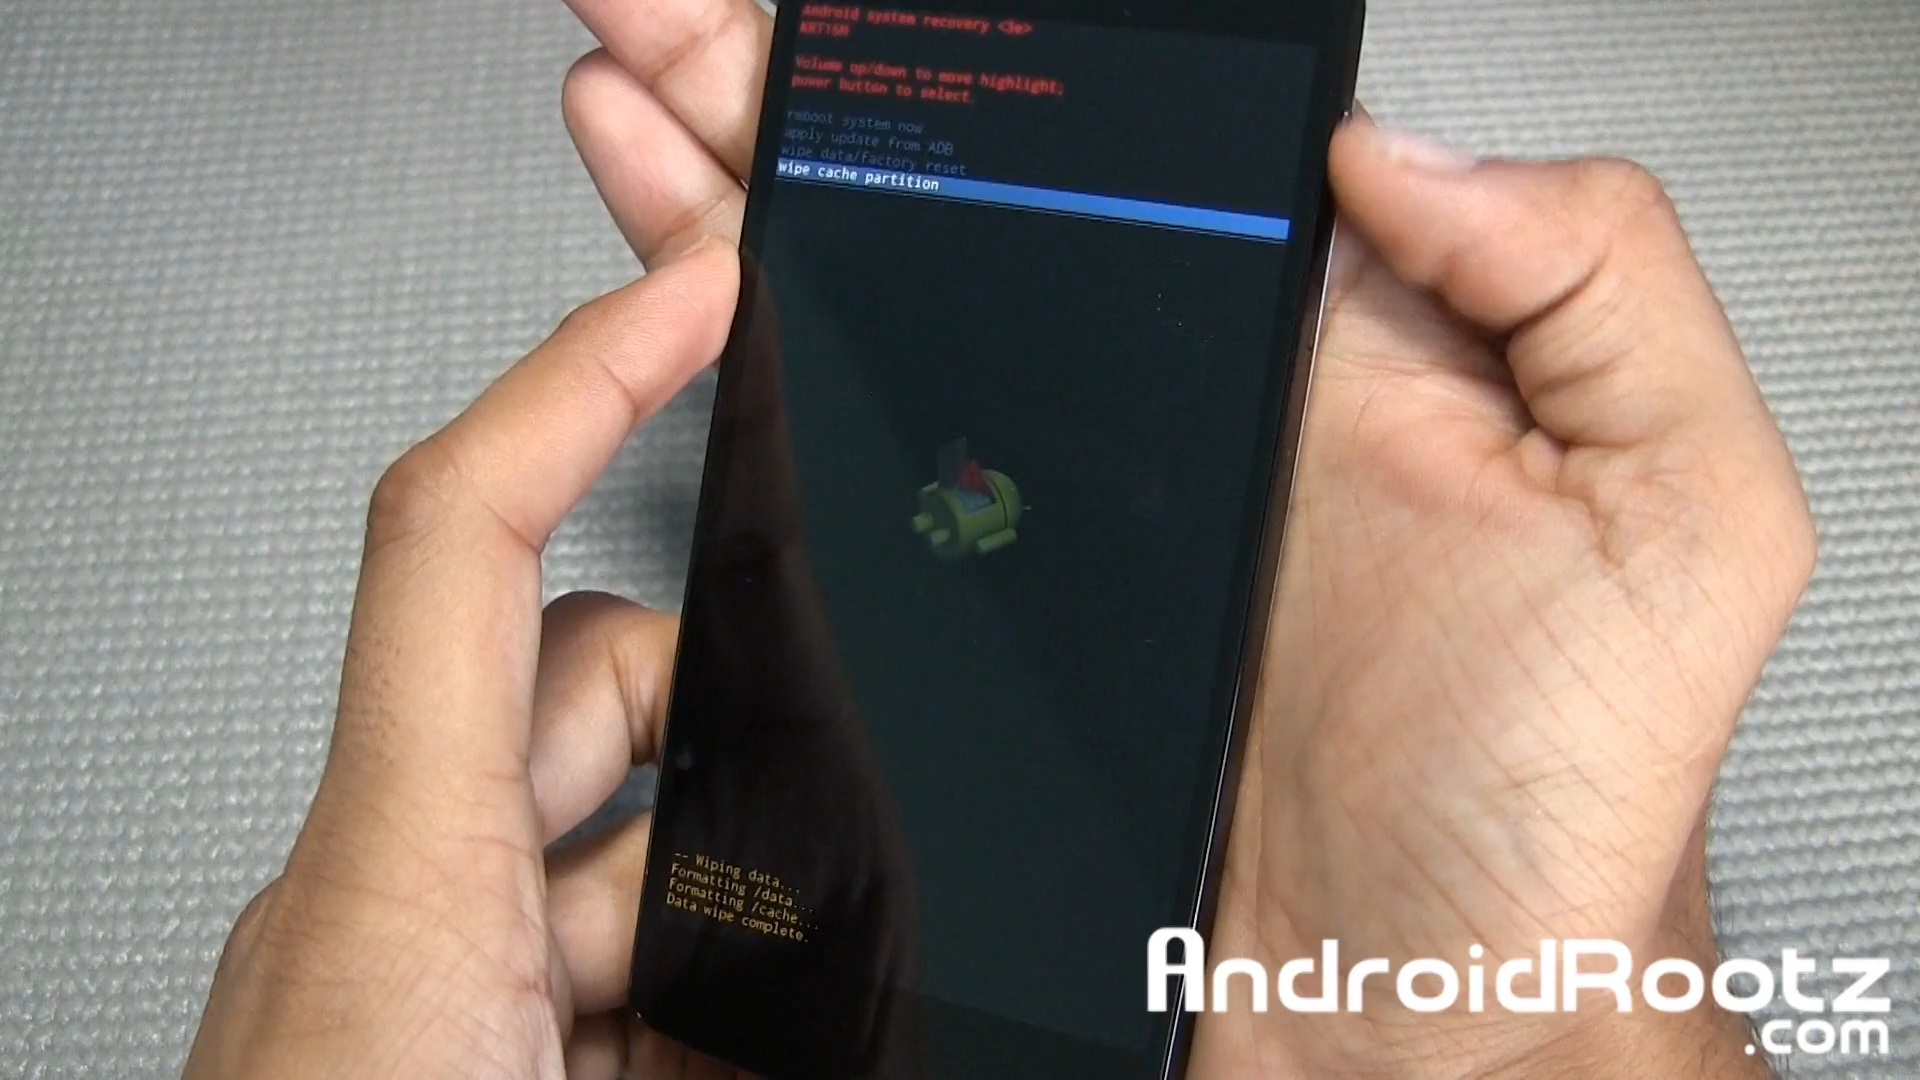 Android system recovery <3e>
KRT16M
Volume up/down to move highlight;
power button to select.
reboot system now
apply update from ADB
wipe data/factory reset
wipe cache partition
-- Wiping data...
Formatting /data...
Formatting /cache...
Data wipe complete.
AndroidRootz
.com